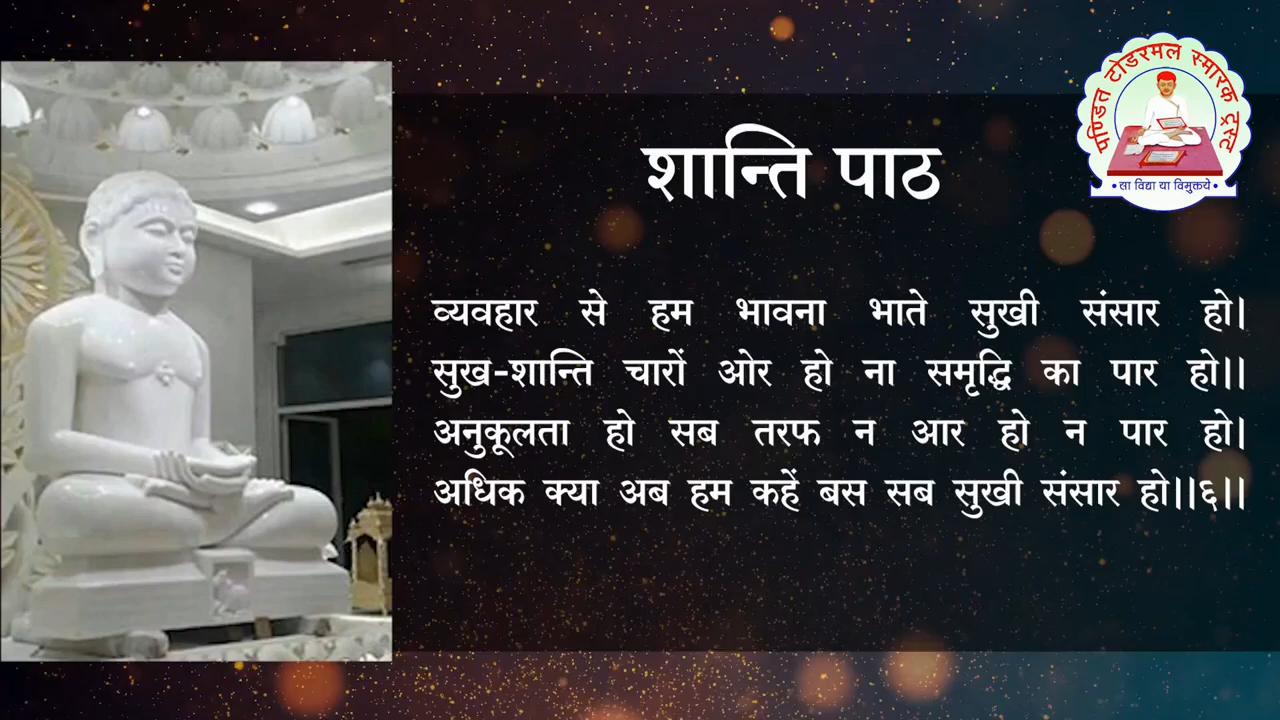 पण्डित टोडरमल स्मारक ट्रस्ट
सा विद्या या विमुक्तये
शान्ति पाठ
व्यवहार से हम भावना भाते सुखी संसार हो।
सुख-शान्ति चारों ओर हो ना समृद्धि का पार हो।।
अनुकूलता हो सब तरफ न आर हो न पार हो।
अधिक क्या अब हम कहें बस सब सुखी संसार हो।।६।।